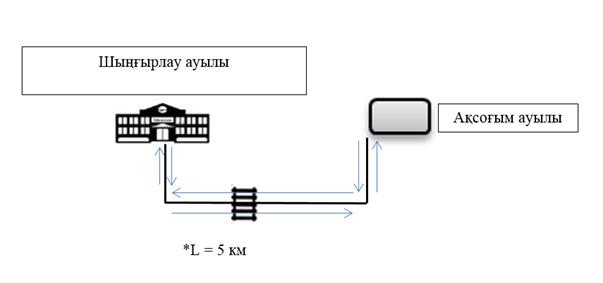 Шыңғырлау ауылы
Ақсоғым ауылы
*L = 5 км